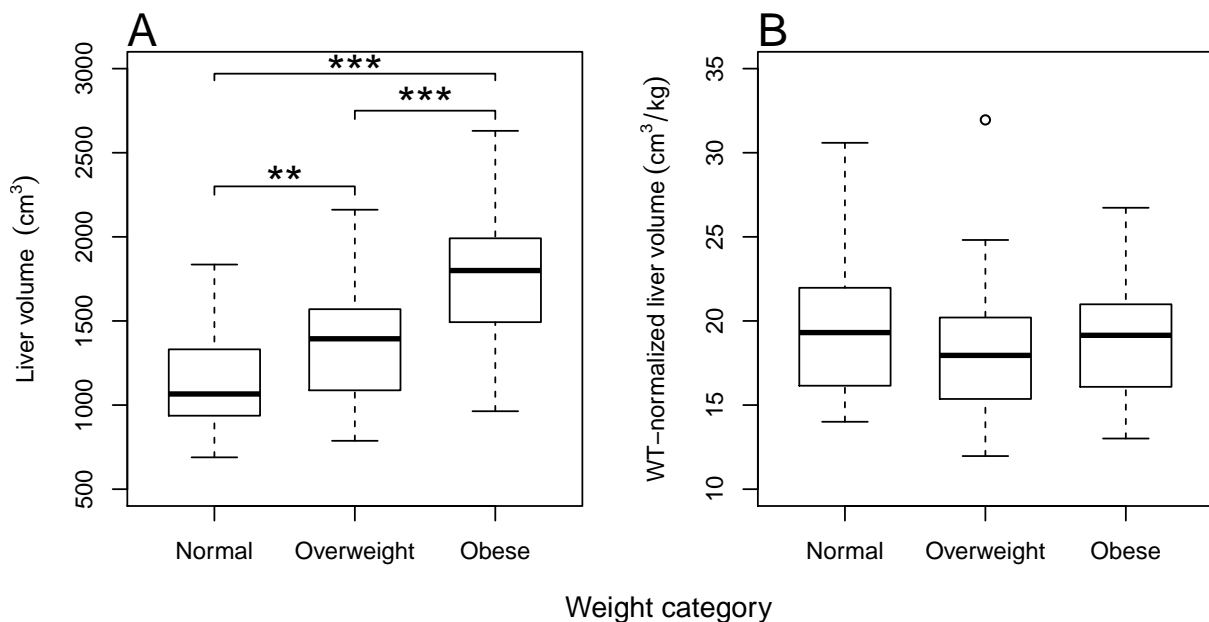 A
Liver volume (cm³)
3000
2500
2000
1500
1000
500
***
***
**
Normal Overweight Obese
B
WT−normalized liver volume (cm³/kg)
35
30
25
20
15
10
Normal Overweight Obese
Weight category